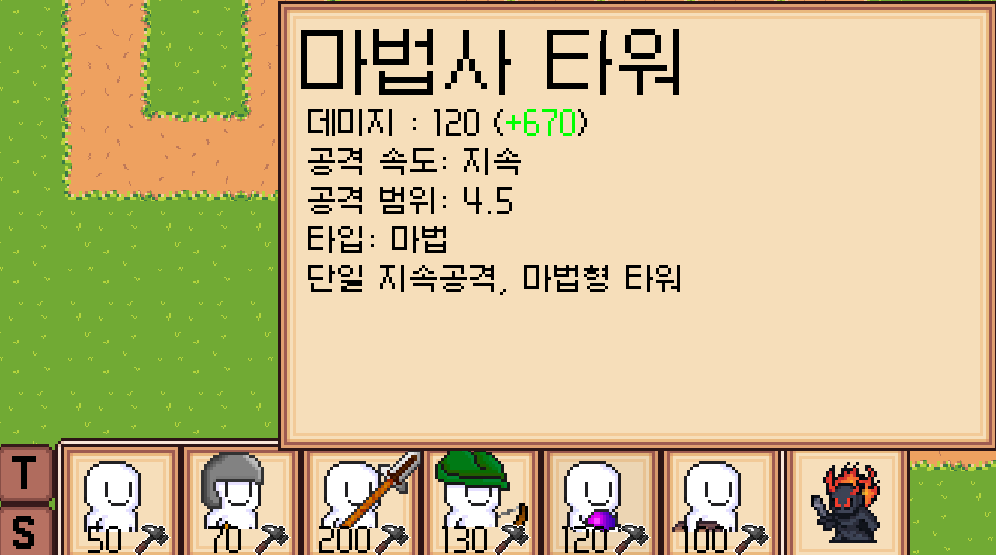 마법사 타워
데미지 : 120 (+670)
공격 속도: 지속
공격 범위: 4.5
타입: 마법
단일 지속공격, 마법형 타워
T
S
50 70 200 130 120 100